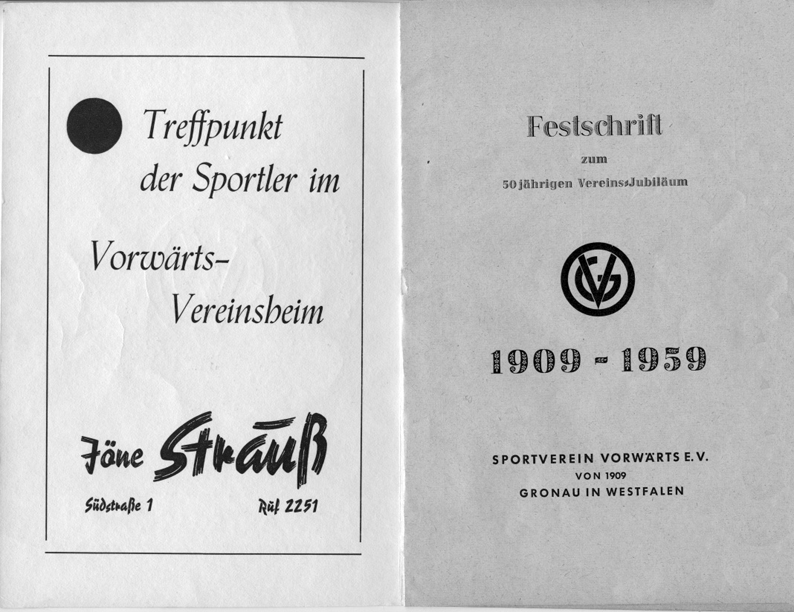 Treffpunkt
der Sportler im
Vorwärts-
Vereinsheim
Jöne Strauß
Südstraße 1 Ruf 2251
Festschrift
zum
50jährigen Vereins-Jubiläum
VG
1909 - 1959
SPORTVEREIN VORWÄRTS E.V.
VON 1909
GRONAU IN WESTFALEN